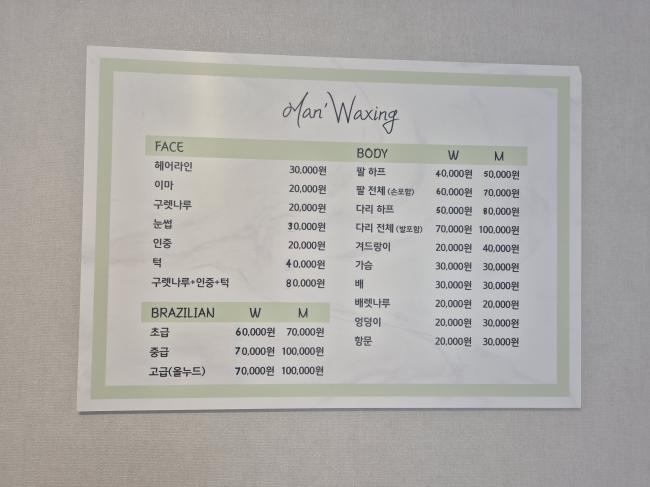 Man' Waxing
FACE
헤어라인 30,000원
이마 20,000원
구렛나루 20,000원
눈썹 30,000원
인중 20,000원
턱 40,000원
구렛나루+인중+턱 80,000원
BRAZILIAN W M
초급 60,000원 70,000원
중급 70,000원 100,000원
고급(올누드) 70,000원 100,000원
BODY W M
팔 하프 40,000원 50,000원
팔 전체 (손포함) 60,000원 70,000원
다리 하프 50,000원 80,000원
다리 전체 (발포함) 70,000원 100,000원
겨드랑이 20,000원 40,000원
가슴 30,000원 30,000원
배 30,000원 30,000원
배렛나루 20,000원 20,000원
엉덩이 20,000원 30,000원
항문 20,000원 30,000원